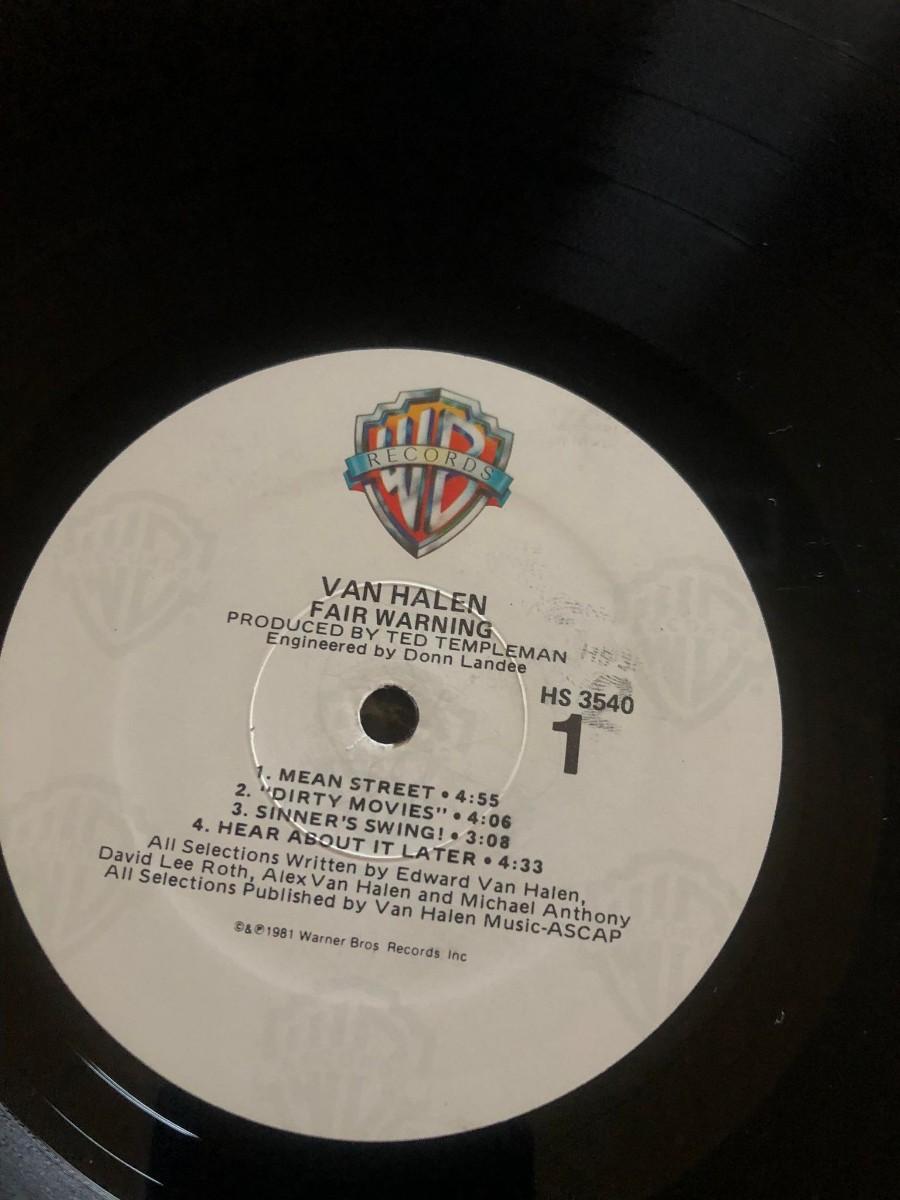 WB
RECORDS
VAN HALEN
FAIR WARNING
PRODUCED BY TED TEMPLEMAN
Engineered by Donn Landee
HS 3540
1
1. MEAN STREET • 4:55
2. "DIRTY MOVIES" • 4:06
3. SINNER'S SWING! • 3:08
4. HEAR ABOUT IT LATER • 4:33
All Selections Written by Edward Van Halen,
David Lee Roth, Alex Van Halen and Michael Anthony
All Selections Published by Van Halen Music-ASCAP
©&℗1981 Warner Bros Records Inc